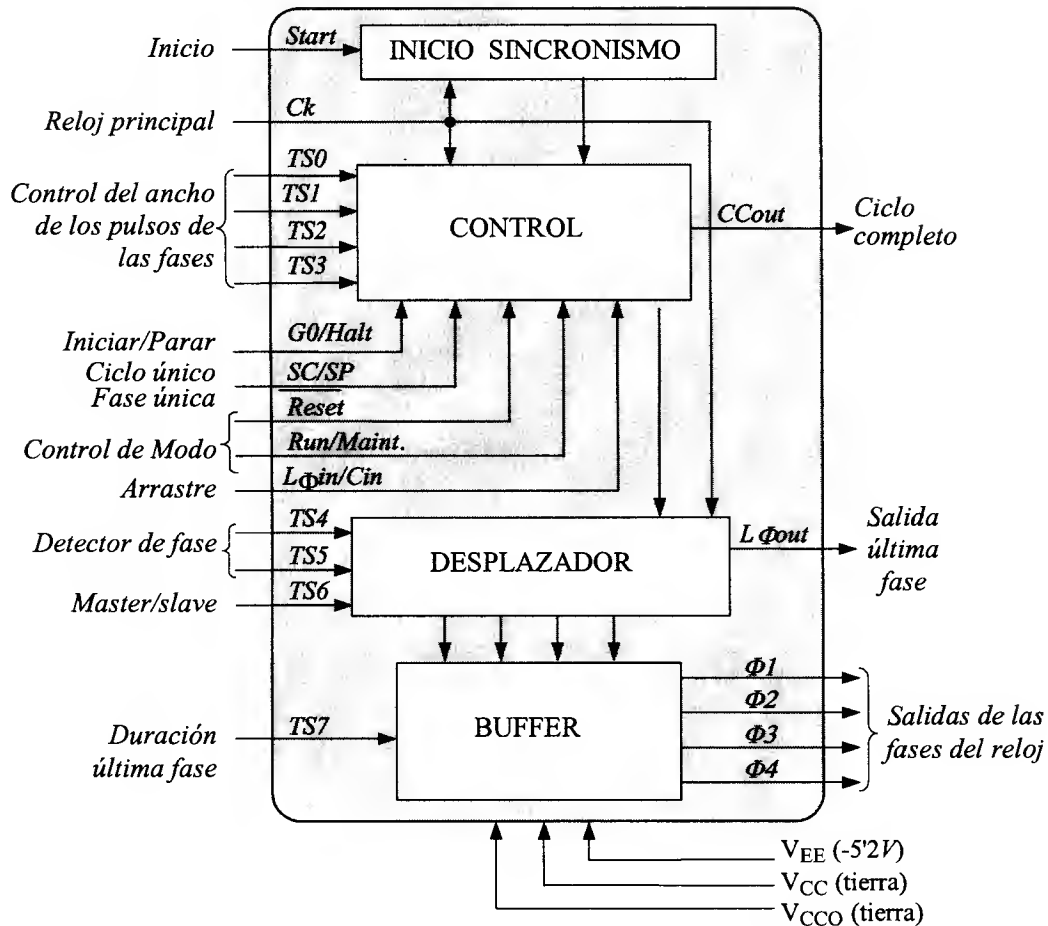 Inicio
Start
INICIO SINCRONISMO
Reloj principal
Ck
Control del ancho
de los pulsos de
las fases
TS0
TS1
TS2
TS3
CONTROL
CCout
Ciclo
completo
Iniciar/Parar
G0/Halt
Ciclo único
Fase única
SC/SP
Reset
Control de Modo
Run/Maint.
Arrastre
LΦin/Cin
Detector de fase
TS4
TS5
Master/slave
TS6
DESPLAZADOR
LΦout
Salida
última
fase
Duración
última fase
TS7
BUFFER
Φ1
Φ2
Φ3
Φ4
Salidas de las
fases del reloj
VEE (-5'2V)
VCC (tierra)
VCCO (tierra)